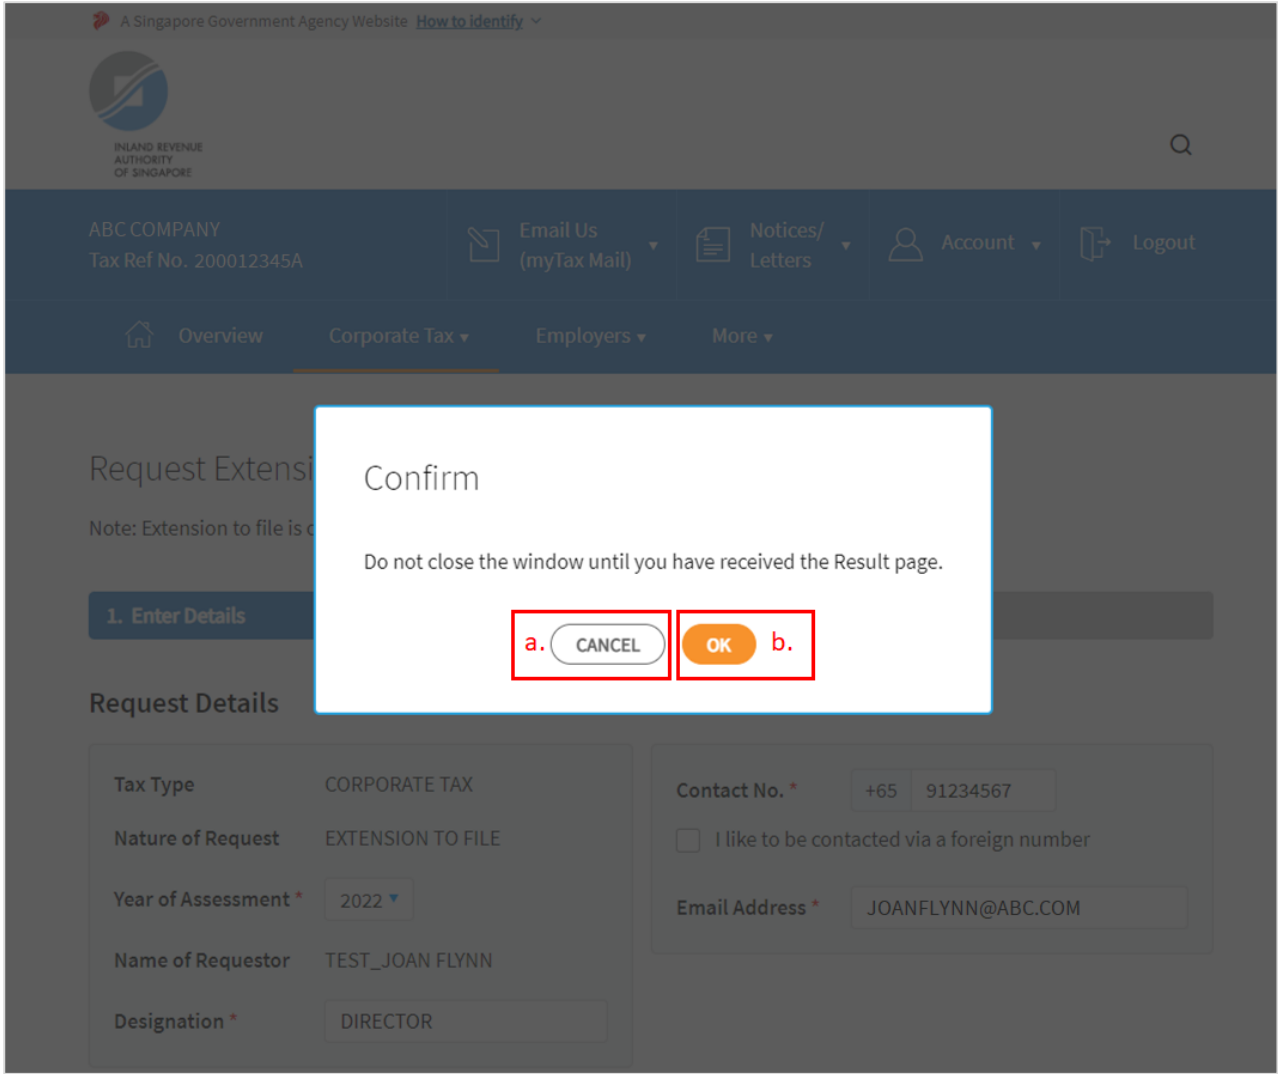 A Singapore Government Agency Website How to identify
INLAND REVENUE
AUTHORITY
OF SINGAPORE
ABC COMPANY
Tax Ref No. 200012345A
Email Us
(myTax Mail)
Notices/
Letters
Account
Logout
Overview
Corporate Tax
Employers
More
Request Extensi
Note: Extension to file is
Confirm
Do not close the window until you have received the Result page.
a. CANCEL
OK b.
1. Enter Details
Request Details
Tax Type CORPORATE TAX
Nature of Request EXTENSION TO FILE
Year of Assessment * 2022
Name of Requestor TEST_JOAN FLYNN
Designation * DIRECTOR
Contact No. * +65 91234567
I like to be contacted via a foreign number
Email Address * JOANFLYNN@ABC.COM